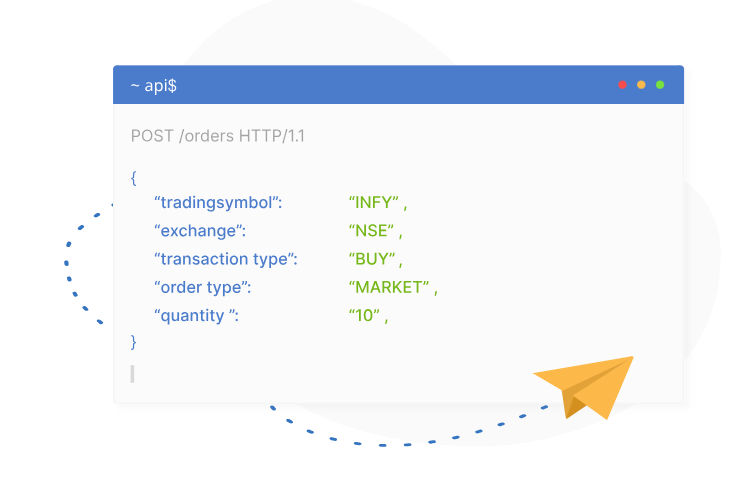 ~ api$
POST /orders HTTP/1.1
{
“tradingsymbol”: “INFY” ,
“exchange”: “NSE” ,
“transaction type”: “BUY” ,
“order type”: “MARKET” ,
“quantity ”: “10” ,
}